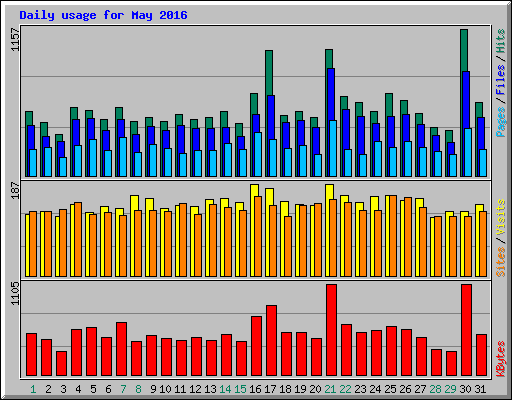 Daily usage for May 2016
1157
Pages / Files / Hits
187
Sites / Visits
1105
KBytes
1 2 3 4 5 6 7 8 9 10 11 12 13 14 15 16 17 18 19 20 21 22 23 24 25 26 27 28 29 30 31